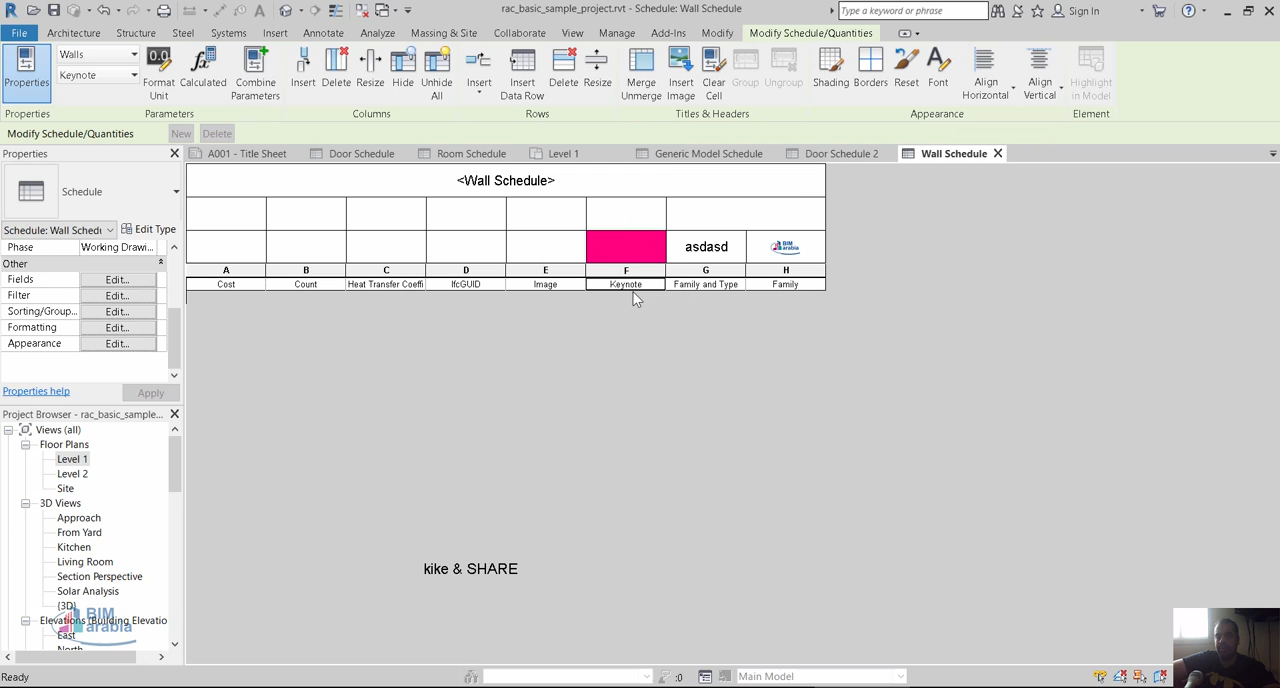 rac_basic_sample_project.rvt - Schedule: Wall Schedule
Type a keyword or phrase
Sign In
File Architecture Structure Steel Systems Insert Annotate Analyze Massing & Site Collaborate View Manage Add-Ins Modify Modify Schedule/Quantities
Walls
Keynote
Properties
Format Unit
Calculated
Combine Parameters
Insert
Delete
Resize
Hide
Unhide All
Insert
Insert Data Row
Delete
Resize
Merge Unmerge
Insert Image
Clear Cell
Group
Ungroup
Shading
Borders
Reset
Font
Align Horizontal
Align Vertical
Highlight in Model
Properties Parameters Columns Rows Titles & Headers Appearance Element
Modify Schedule/Quantities New Delete
Properties
A001 - Title Sheet Door Schedule Room Schedule Level 1 Generic Model Schedule Door Schedule 2 Wall Schedule
Schedule
Schedule: Wall Schedu Edit Type
Phase Working Drawi...
Other
Fields Edit...
Filter Edit...
Sorting/Group... Edit...
Formatting Edit...
Appearance Edit...
Properties help Apply
<Wall Schedule>
asdasd BIM arabia
A B C D E F G H
Cost Count Heat Transfer Coeffi IfcGUID Image Keynote Family and Type Family
Project Browser - rac_basic_sample...
Views (all)
Floor Plans
Level 1
Level 2
Site
3D Views
Approach
From Yard
Kitchen
Living Room
Section Perspective
Solar Analysis
{3D}
Elevations (Building Elevatio
East
North
BIM
arabia
kike & SHARE
Ready
:0
Main Model